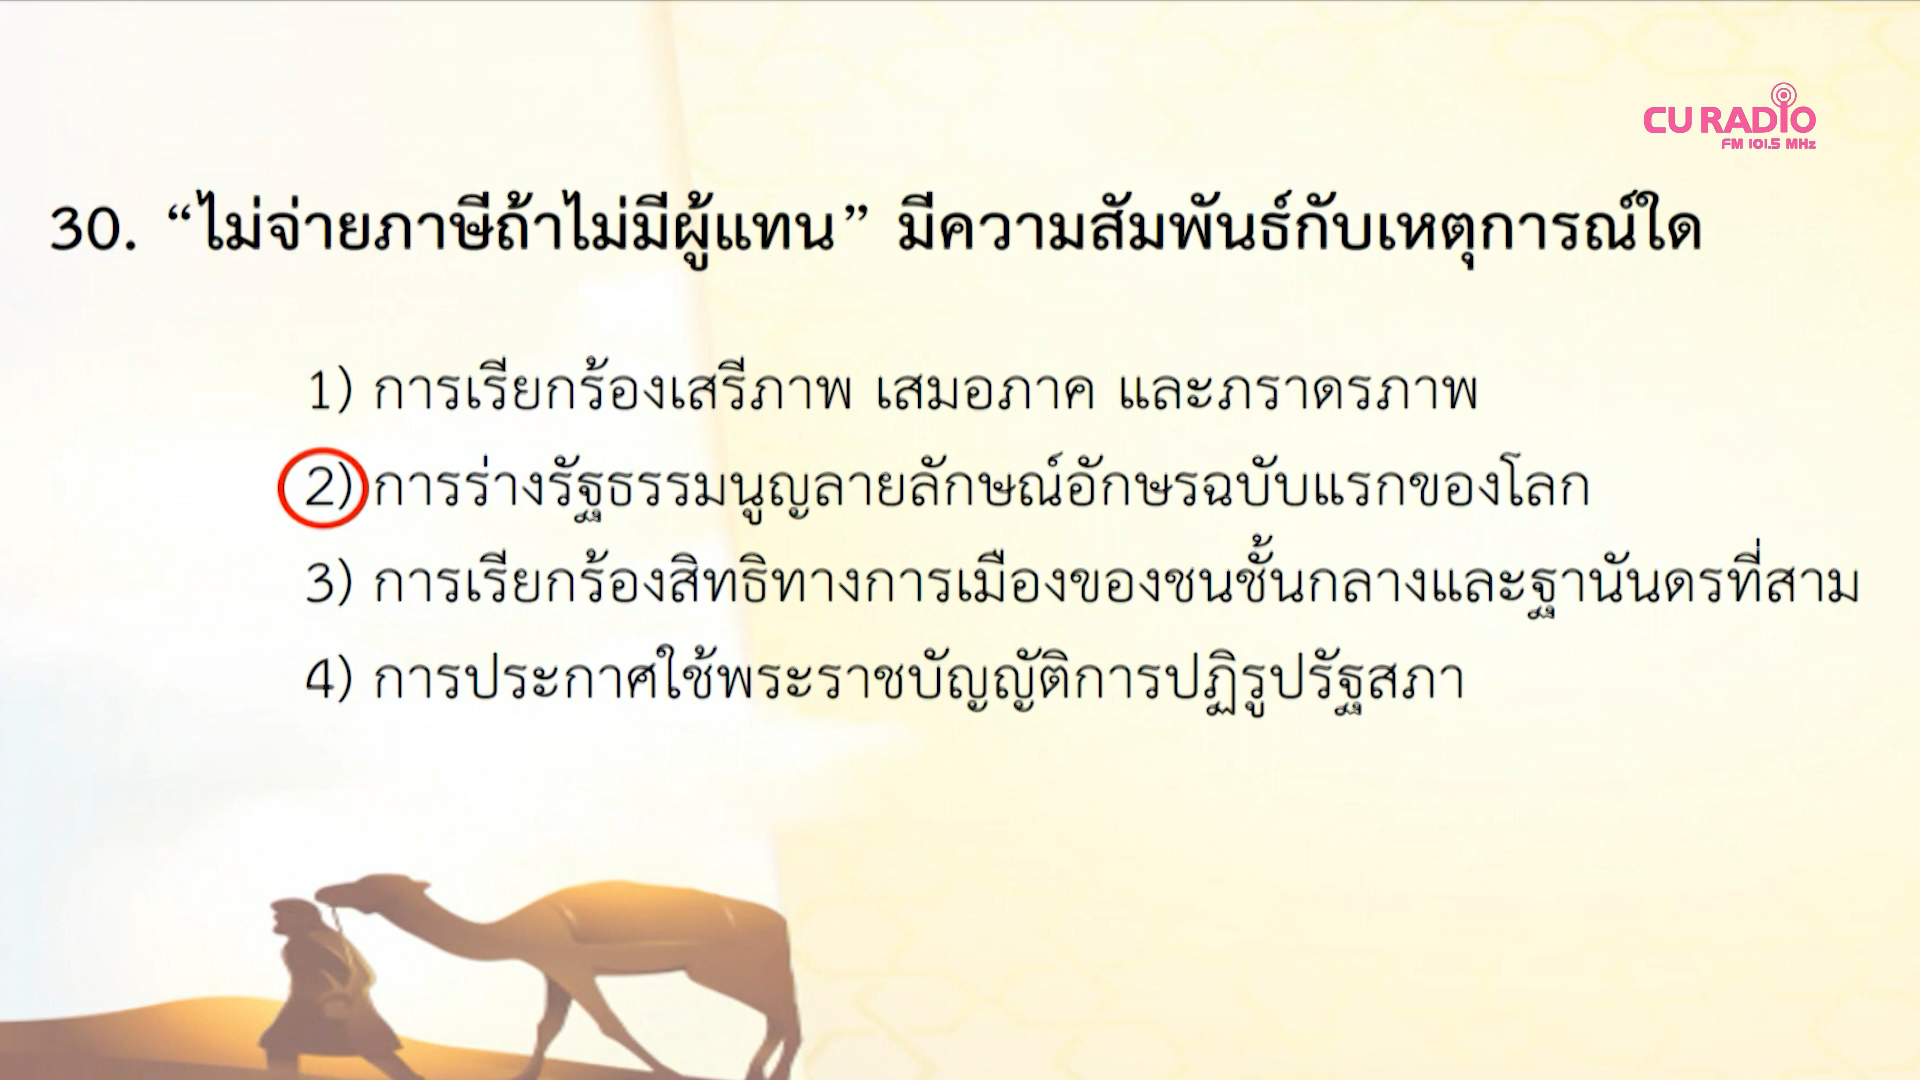 CU RADIO
FM 101.5 MHz
30. “ไม่จ่ายภาษีถ้าไม่มีผู้แทน” มีความสัมพันธ์กับเหตุการณ์ใด
1) การเรียกร้องเสรีภาพ เสมอภาค และภราดรภาพ
2) การร่างรัฐธรรมนูญลายลักษณ์อักษรฉบับแรกของโลก
3) การเรียกร้องสิทธิทางการเมืองของชนชั้นกลางและฐานันดรที่สาม
4) การประกาศใช้พระราชบัญญัติการปฏิรูปรัฐสภา